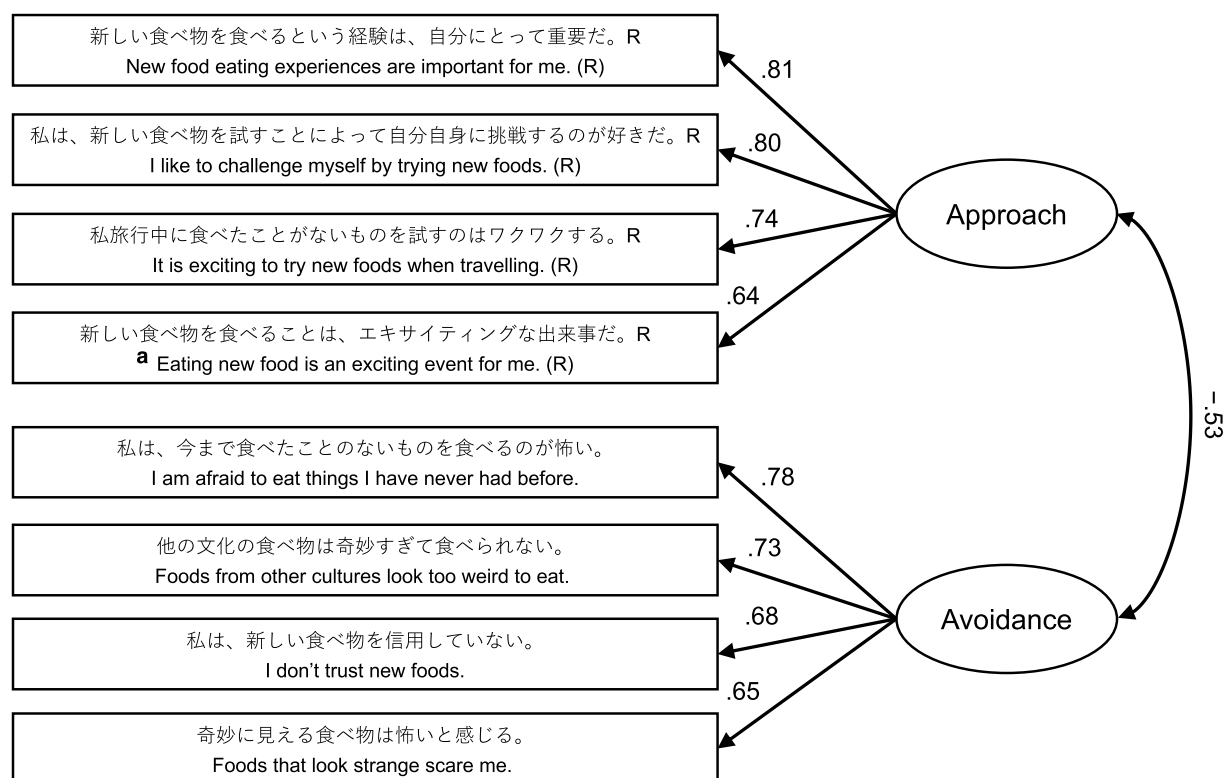 新しい食べ物を食べるという経験は、自分にとって重要だ。R
New food eating experiences are important for me. (R)
.81
私は、新しい食べ物を試すことによって自分自身に挑戦するのが好きだ。R
I like to challenge myself by trying new foods. (R)
.80
Approach
私旅行中に食べたことがないものを試すのはワクワクする。R
It is exciting to try new foods when travelling. (R)
.74
新しい食べ物を食べることは、エキサイティングな出来事だ。R
a Eating new food is an exciting event for me. (R)
.64
–.53
私は、今まで食べたことのないものを食べるのが怖い。
I am afraid to eat things I have never had before.
.78
他の文化の食べ物は奇妙すぎて食べられない。
Foods from other cultures look too weird to eat.
.73
Avoidance
私は、新しい食べ物を信用していない。
I don’t trust new foods.
.68
奇妙に見える食べ物は怖いと感じる。
Foods that look strange scare me.
.65